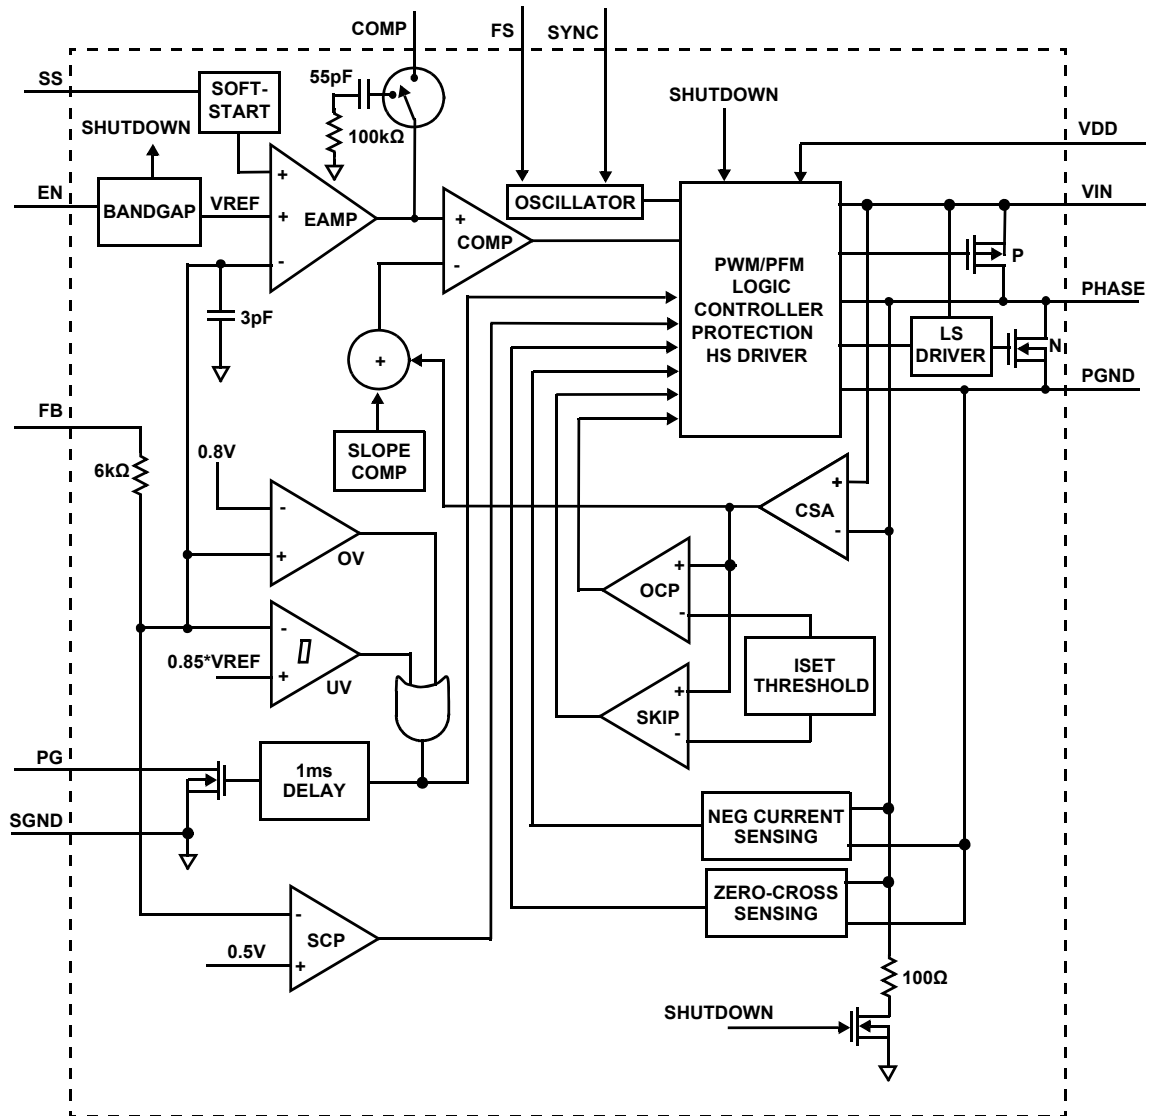 COMP
FS
SYNC
SS
SOFT-
START
55pF
100kΩ
SHUTDOWN
SHUTDOWN
VDD
EN
BANDGAP
VREF
+
+
-
EAMP
+
-
COMP
OSCILLATOR
PWM/PFM
LOGIC
CONTROLLER
PROTECTION
HS DRIVER
VIN
P
PHASE
LS
DRIVER
N
PGND
3pF
+
SLOPE
COMP
FB
6kΩ
0.8V
-
+
OV
CSA
+
-
OCP
+
-
0.85*VREF
-
+
UV
SKIP
+
-
ISET
THRESHOLD
PG
1ms
DELAY
SGND
NEG CURRENT
SENSING
ZERO-CROSS
SENSING
0.5V
-
+
SCP
100Ω
SHUTDOWN